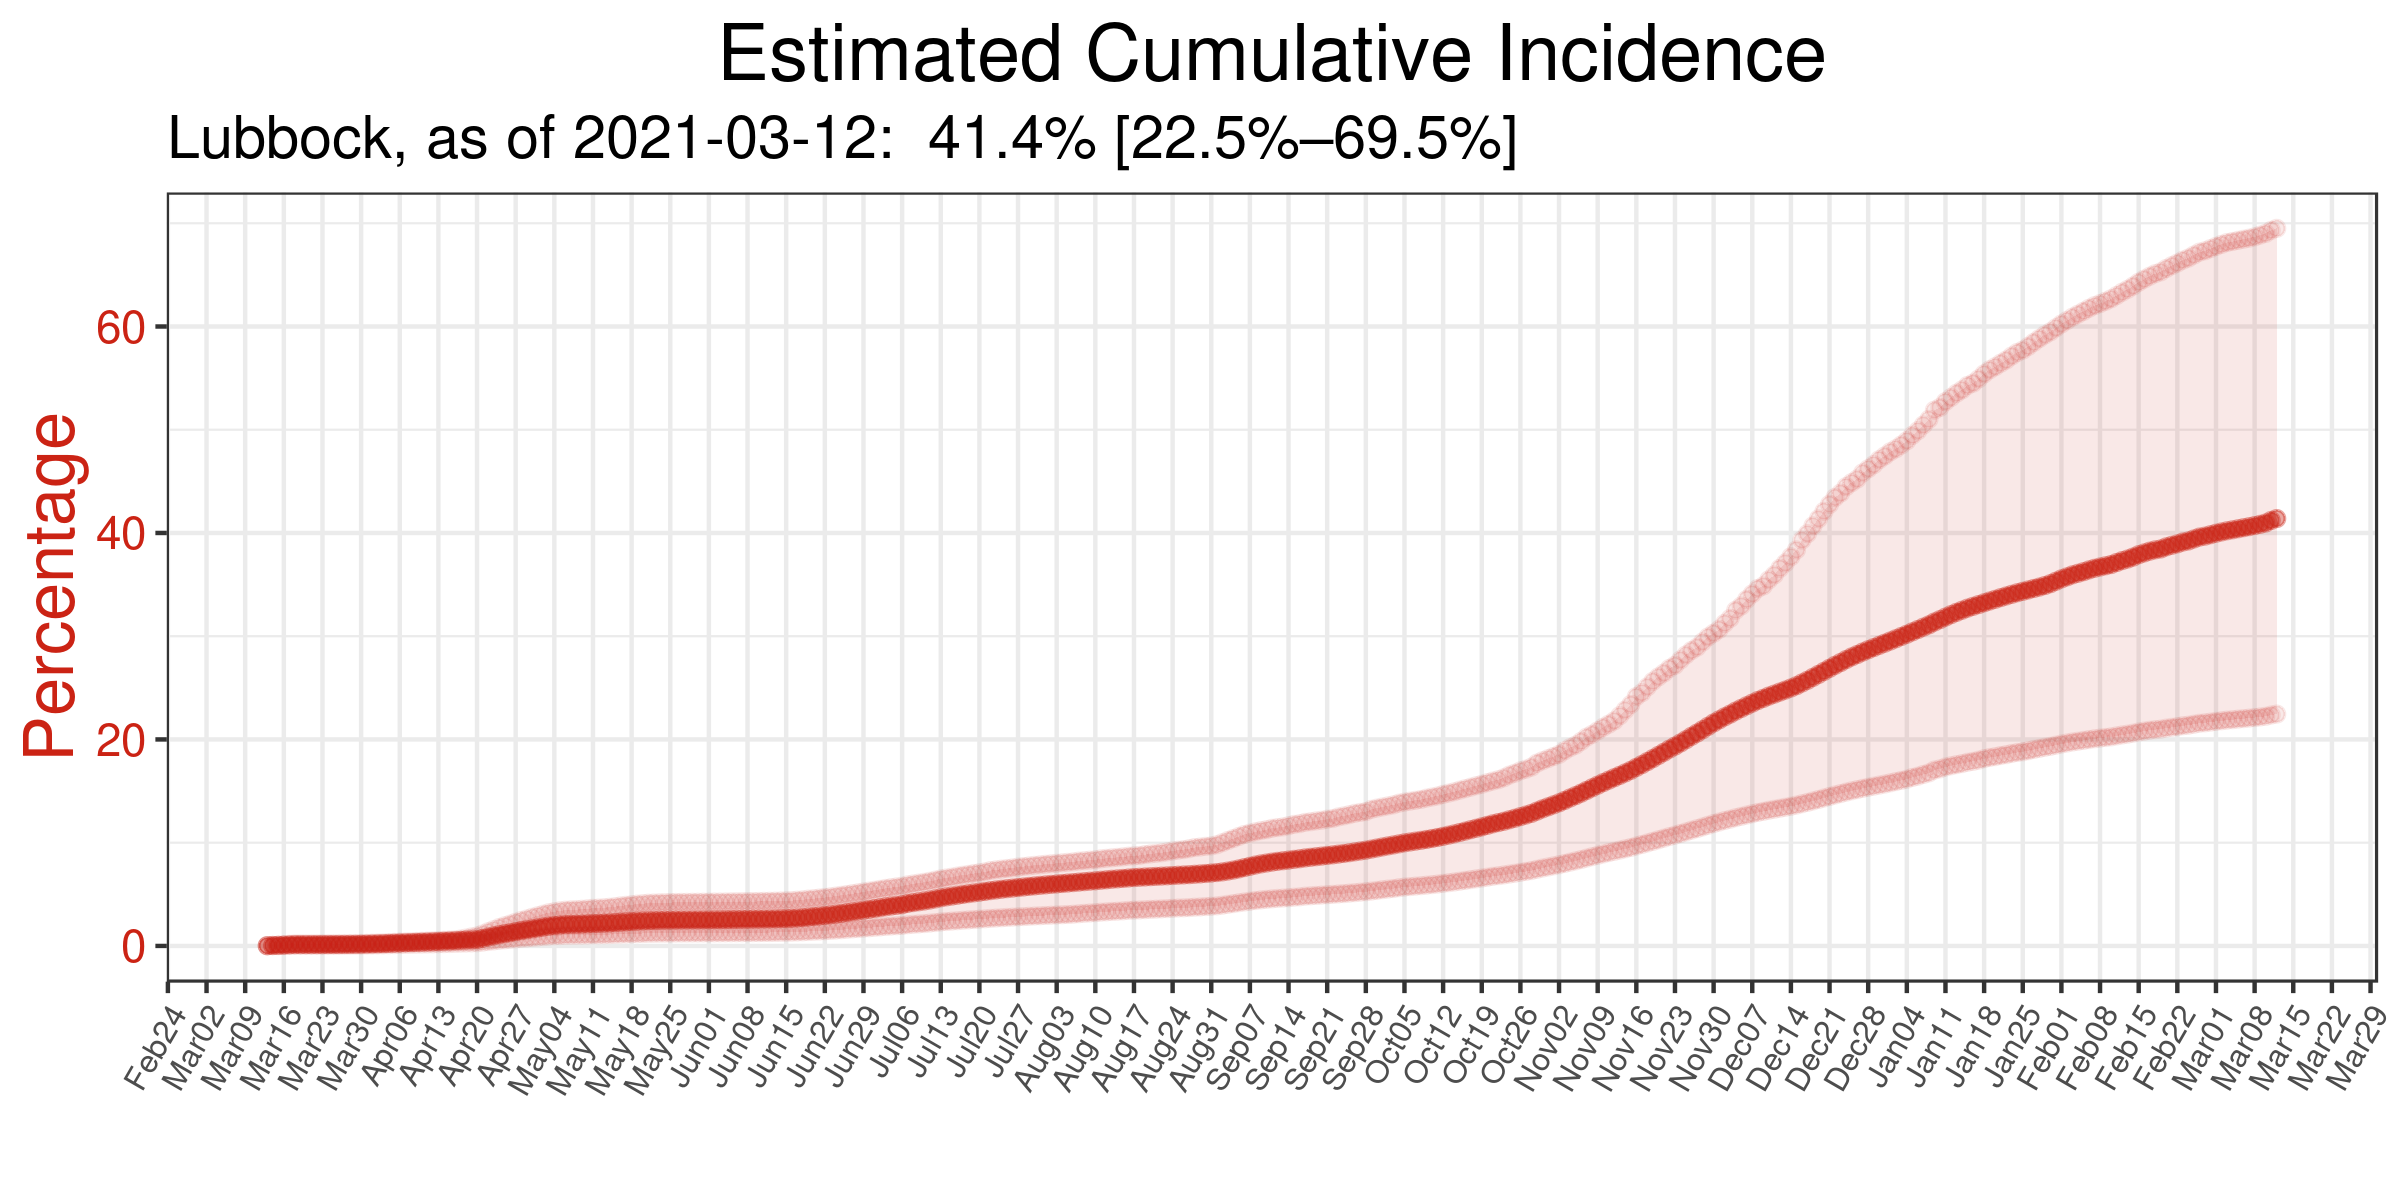 Estimated Cumulative Incidence
Lubbock, as of 2021-03-12:  41.4% [22.5%–69.5%]
Percentage
60
40
20
0
Feb24
Mar02
Mar09
Mar16
Mar23
Mar30
Apr06
Apr13
Apr20
Apr27
May04
May11
May18
May25
Jun01
Jun08
Jun15
Jun22
Jun29
Jul06
Jul13
Jul20
Jul27
Aug03
Aug10
Aug17
Aug24
Aug31
Sep07
Sep14
Sep21
Sep28
Oct05
Oct12
Oct19
Oct26
Nov02
Nov09
Nov16
Nov23
Nov30
Dec07
Dec14
Dec21
Dec28
Jan04
Jan11
Jan18
Jan25
Feb01
Feb08
Feb15
Feb22
Mar01
Mar08
Mar15
Mar22
Mar29